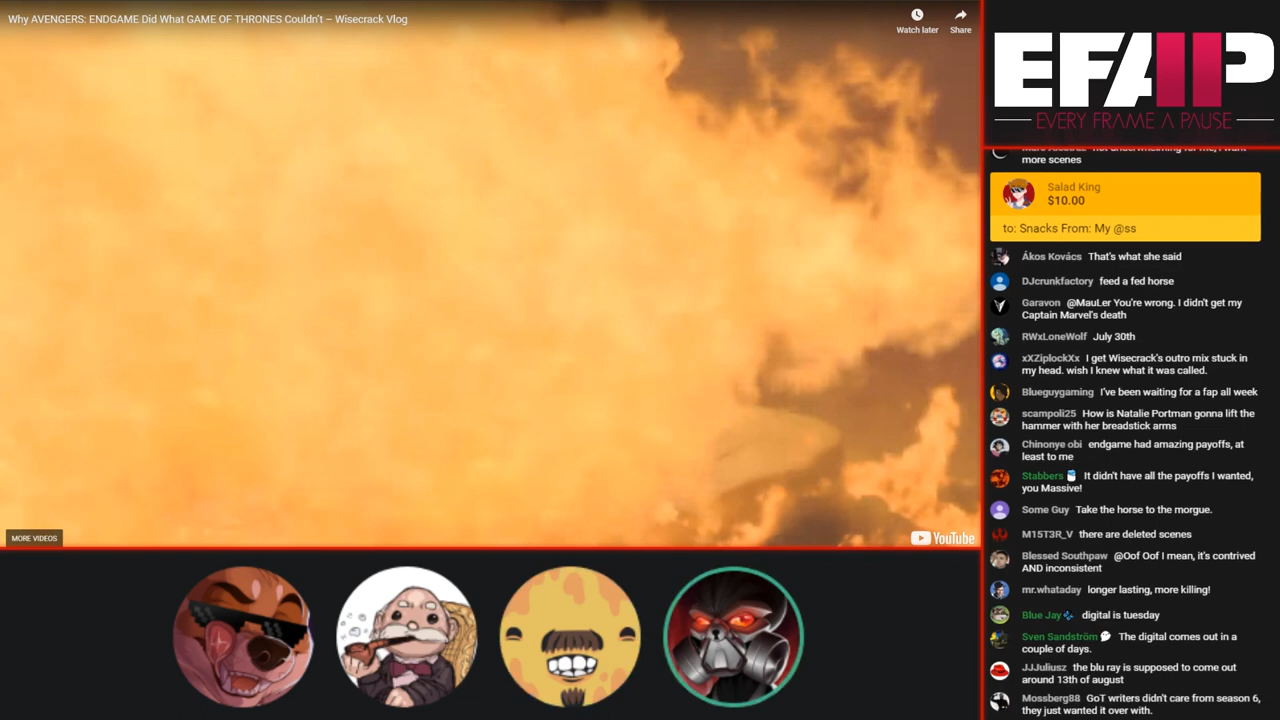 Why AVENGERS: ENDGAME Did What GAME OF THRONES Couldn't – Wisecrack Vlog
Watch later
Share
MORE VIDEOS
YouTube
EFAP
EVERY FRAME A PAUSE
more scenes
Salad King
$10.00
to: Snacks From: My @ss
Ákos Kovács That's what she said
DJcrunkfactory feed a fed horse
Garavon @MauLer You're wrong. I didn't get my
Captain Marvel's death
RWxLoneWolf July 30th
xXZiplockXx I get Wisecrack's outro mix stuck in
my head. wish I knew what it was called.
Blueguygaming I've been waiting for a fap all week
scampoli25 How is Natalie Portman gonna lift the
hammer with her breadstick arms
Chinonye obi endgame had amazing payoffs, at
least to me
Stabbers It didn't have all the payoffs I wanted,
you Massive!
Some Guy Take the horse to the morgue.
M15T3R_V there are deleted scenes
Blessed Southpaw @Oof Oof I mean, it's contrived
AND inconsistent
mr.whataday longer lasting, more killing!
Blue Jay digital is tuesday
Sven Sandström The digital comes out in a
couple of days.
JJJuliusz the blu ray is supposed to come out
around 13th of august
Mossberg88 GoT writers didn't care from season 6,
they just wanted it over with.